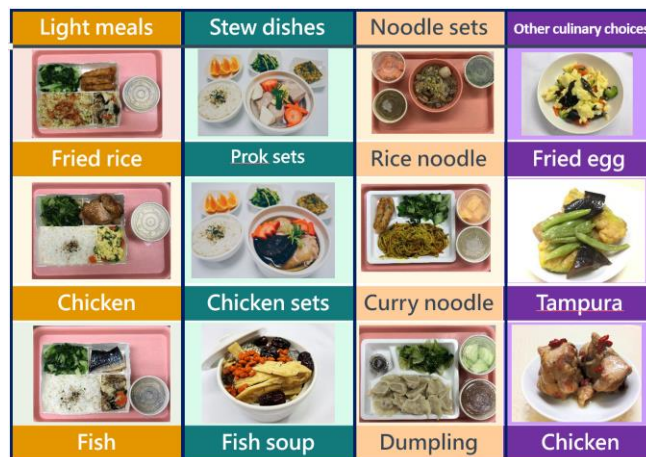 Light meals
Stew dishes
Noodle sets
Other culinary choices
Fried rice
Prok sets
Rice noodle
Fried egg
Chicken
Chicken sets
Curry noodle
Tampura
Fish
Fish soup
Dumpling
Chicken